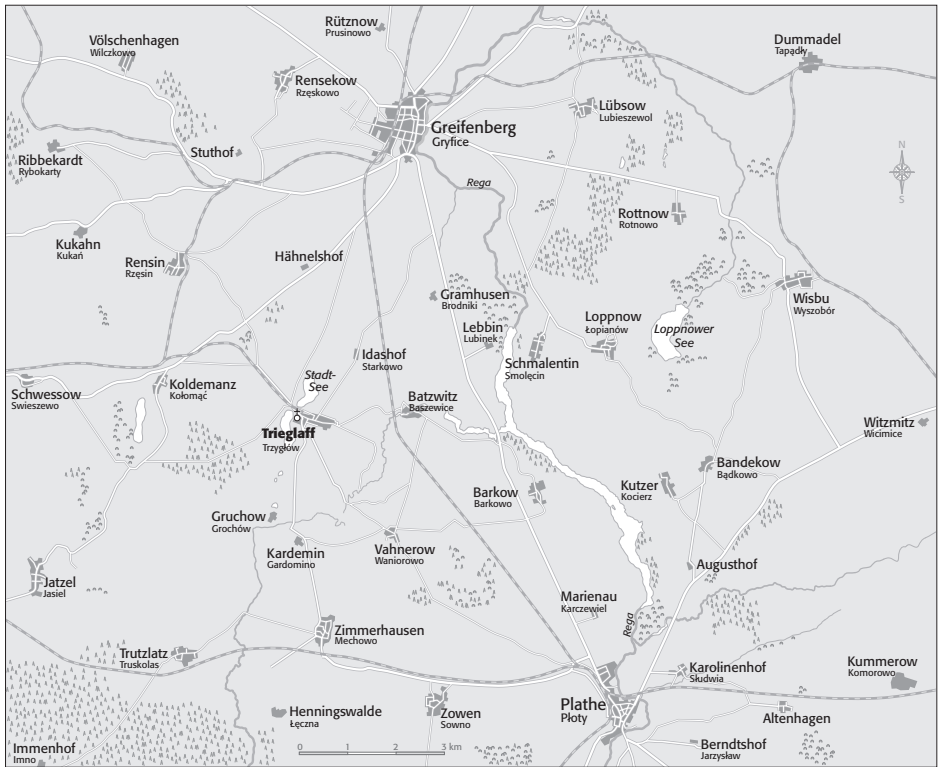 Rütznow
Prusinowo
Völschenhagen
Wilczkowo
Dummadel
Tapądły
Rensekow
Rzęskowo
Lübsow
Lubieszewol
Greifenberg
Gryfice
Stuthof
Ribbekardt
Rybokarty
N
S
Rega
Rottnow
Rotnowo
Kukahn
Kukań
Rensin
Rzęsin
Hähnelshof
Gramhusen
Brodniki
Wisbu
Wyszobór
Lebbin
Lubinek
Loppnow
Łopianów
Loppnower
See
Idashof
Starkowo
Schmalentin
Smolęcin
Stadt-
See
Koldemanz
Kołomąć
Schwessow
Swieszewo
Batzwitz
Baszewice
Trieglaff
Trzygłów
Witzmitz
Wicimice
Bandekow
Bądkowo
Kutzer
Kocierz
Barkow
Barkowo
Gruchow
Grochów
Kardemin
Gardomino
Vahnerow
Waniorowo
Augusthof
Jatzel
Jasiel
Marienau
Karczewiel
Rega
Zimmerhausen
Mechowo
Trutzlatz
Truskolas
Karolinenhof
Słudwia
Kummerow
Komorowo
Plathe
Płoty
Henningswalde
Łęczna
Zowen
Sowno
Altenhagen
Berndtshof
Jarzysław
Immenhof
Imno
0 1 2 3 km